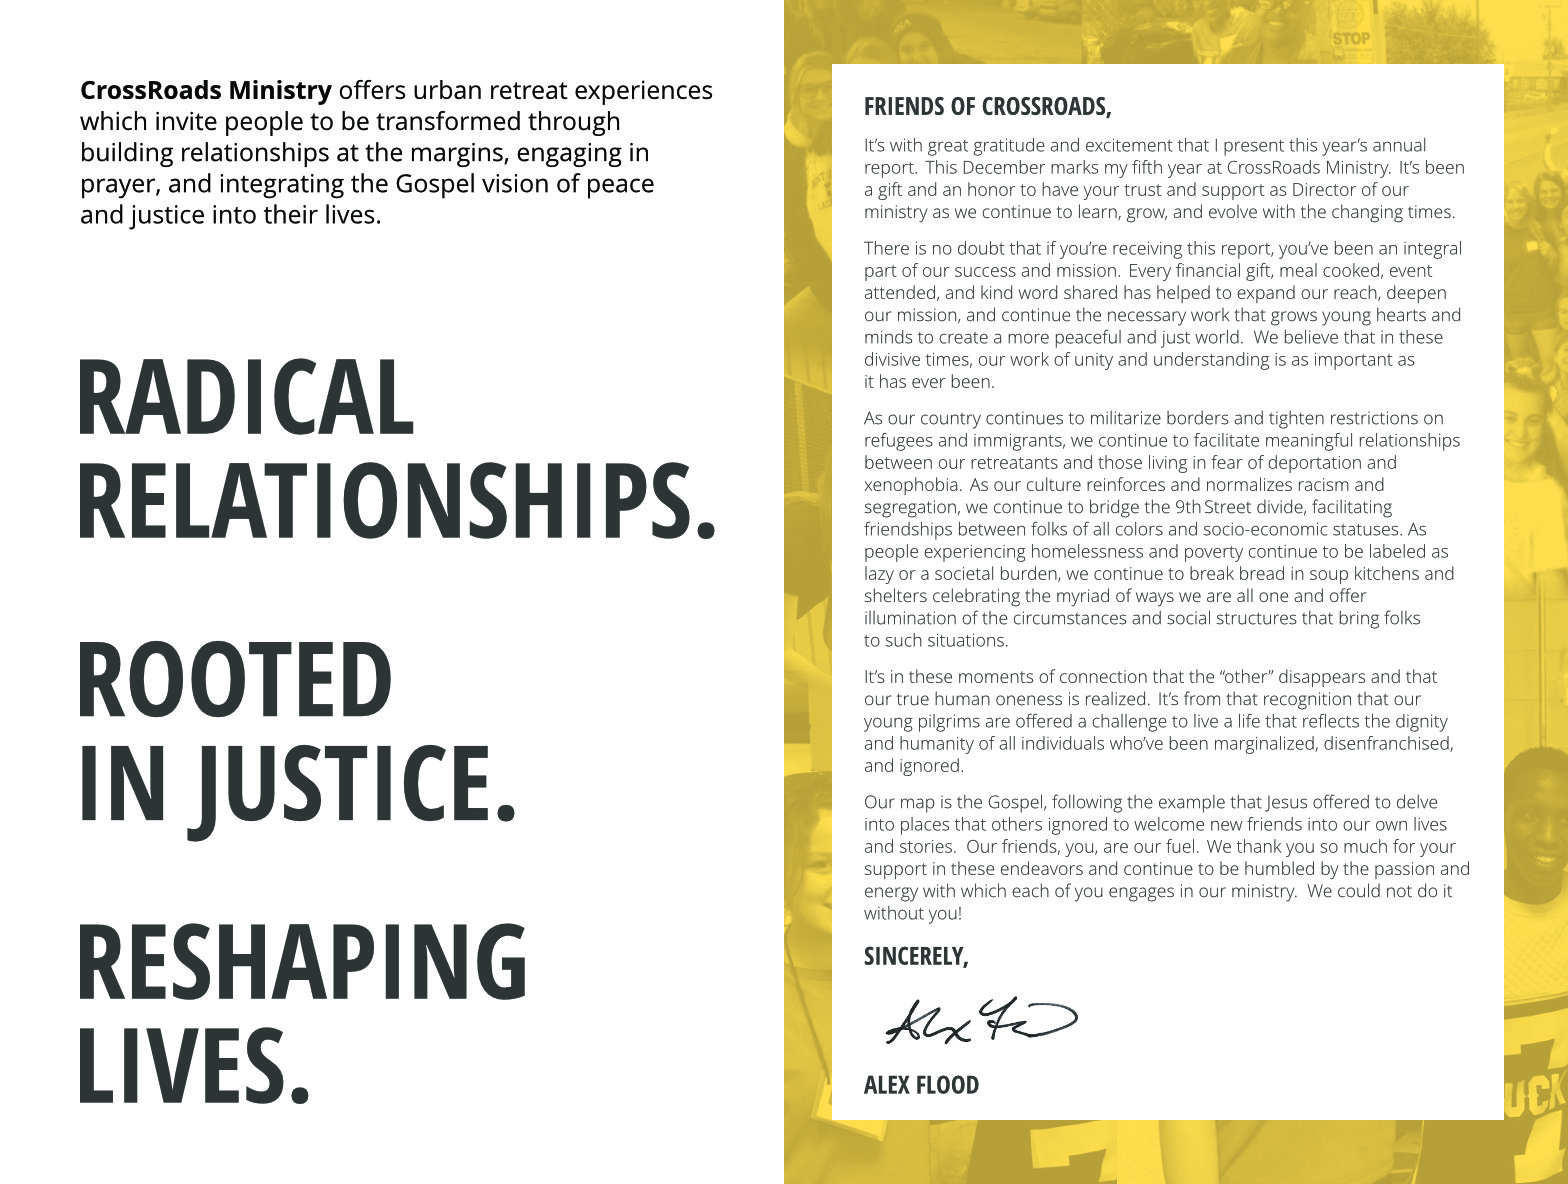 CrossRoads Ministry offers urban retreat experiences
which invite people to be transformed through
building relationships at the margins, engaging in
prayer, and integrating the Gospel vision of peace
and justice into their lives.
RADICAL
RELATIONSHIPS.
ROOTED
IN JUSTICE.
RESHAPING
LIVES.
STOP
FRIENDS OF CROSSROADS,
It’s with great gratitude and excitement that I present this year’s annual
report. This December marks my fifth year at CrossRoads Ministry. It’s been
a gift and an honor to have your trust and support as Director of our
ministry as we continue to learn, grow, and evolve with the changing times.
There is no doubt that if you’re receiving this report, you’ve been an integral
part of our success and mission. Every financial gift, meal cooked, event
attended, and kind word shared has helped to expand our reach, deepen
our mission, and continue the necessary work that grows young hearts and
minds to create a more peaceful and just world. We believe that in these
divisive times, our work of unity and understanding is as important as
it has ever been.
As our country continues to militarize borders and tighten restrictions on
refugees and immigrants, we continue to facilitate meaningful relationships
between our retreatants and those living in fear of deportation and
xenophobia. As our culture reinforces and normalizes racism and
segregation, we continue to bridge the 9th Street divide, facilitating
friendships between folks of all colors and socio-economic statuses. As
people experiencing homelessness and poverty continue to be labeled as
lazy or a societal burden, we continue to break bread in soup kitchens and
shelters celebrating the myriad of ways we are all one and offer
illumination of the circumstances and social structures that bring folks
to such situations.
It’s in these moments of connection that the “other” disappears and that
our true human oneness is realized. It’s from that recognition that our
young pilgrims are offered a challenge to live a life that reflects the dignity
and humanity of all individuals who’ve been marginalized, disenfranchised,
and ignored.
Our map is the Gospel, following the example that Jesus offered to delve
into places that others ignored to welcome new friends into our own lives
and stories. Our friends, you, are our fuel. We thank you so much for your
support in these endeavors and continue to be humbled by the passion and
energy with which each of you engages in our ministry. We could not do it
without you!
SINCERELY,
ALEX FLOOD